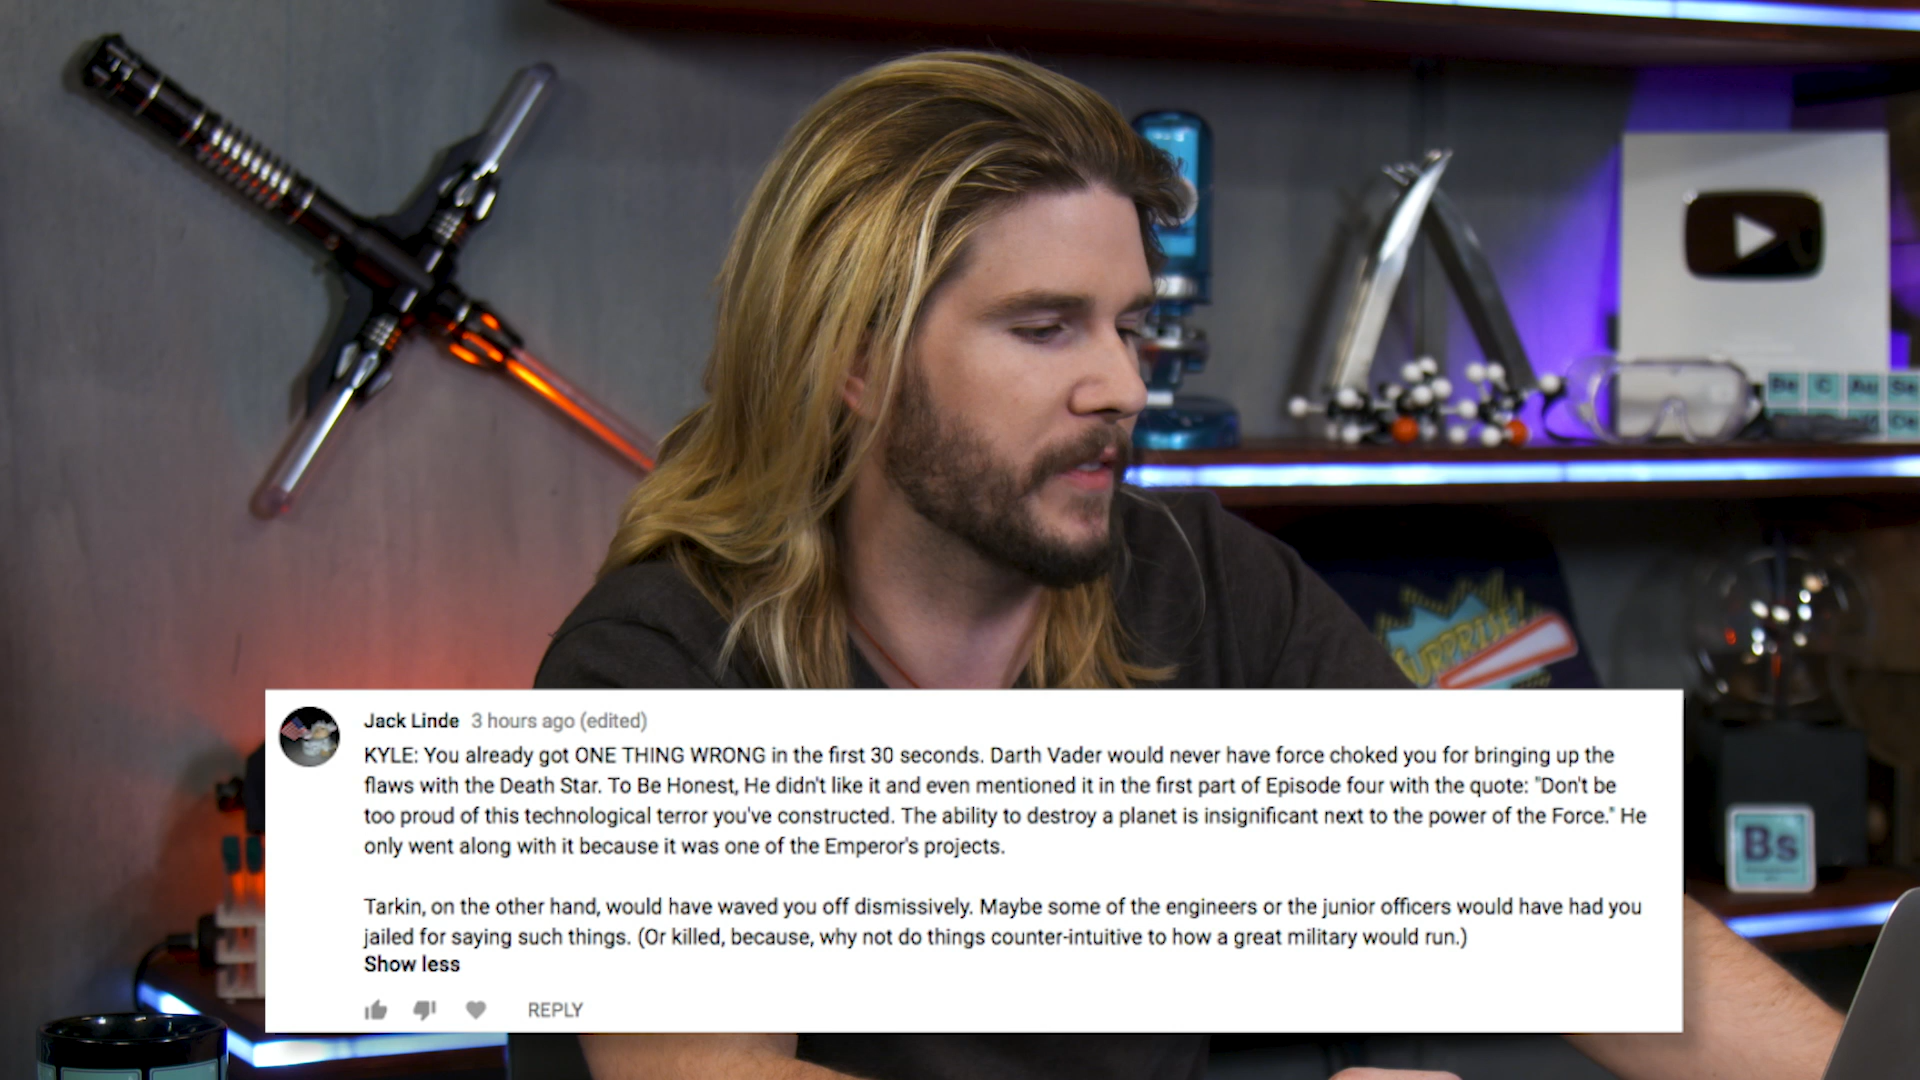 Jack Linde 3 hours ago (edited)
KYLE: You already got ONE THING WRONG in the first 30 seconds. Darth Vader would never have force choked you for bringing up the
flaws with the Death Star. To Be Honest, He didn't like it and even mentioned it in the first part of Episode four with the quote: "Don't be
too proud of this technological terror you've constructed. The ability to destroy a planet is insignificant next to the power of the Force." He
only went along with it because it was one of the Emperor's projects.
Tarkin, on the other hand, would have waved you off dismissively. Maybe some of the engineers or the junior officers would have had you
jailed for saying such things. (Or killed, because, why not do things counter-intuitive to how a great military would run.)
Show less
REPLY
Be C Au Se
SURPRISE!
Bs